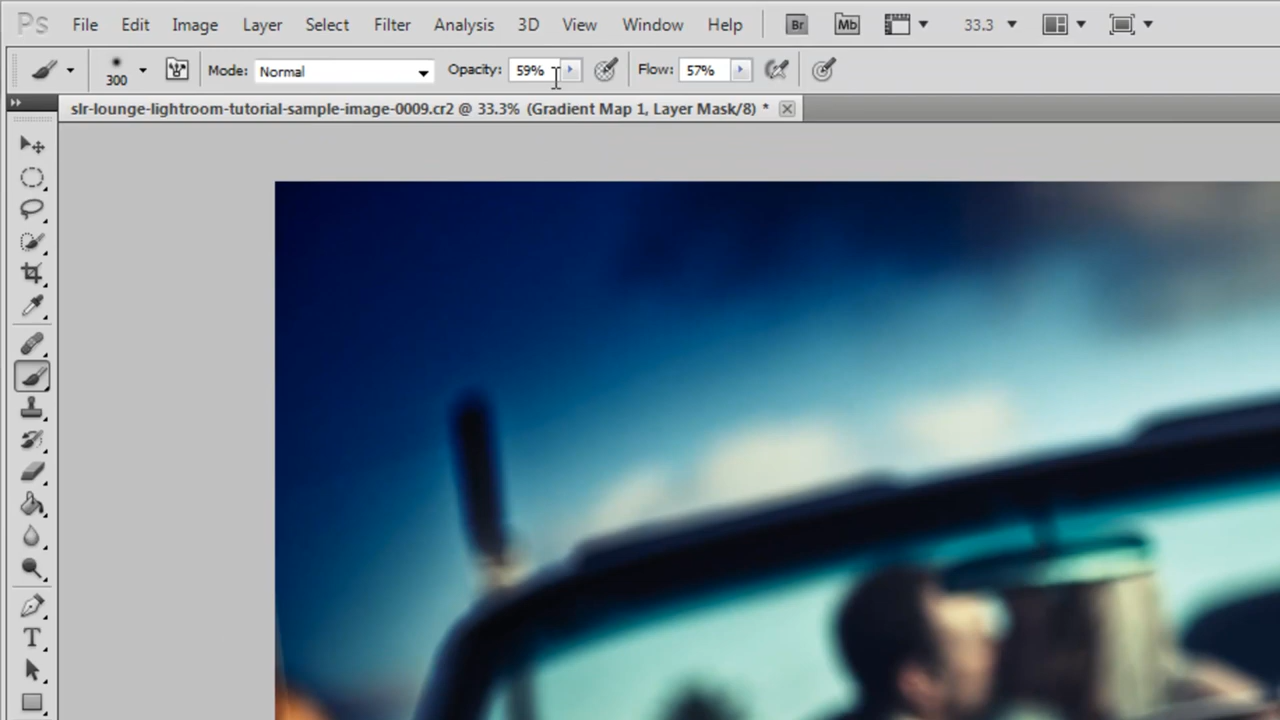 Ps File Edit Image Layer Select Filter Analysis 3D View Window Help Br Mb 33.3
300 Mode: Normal Opacity: 59% Flow: 57%
slr-lounge-lightroom-tutorial-sample-image-0009.cr2 @ 33.3% (Gradient Map 1, Layer Mask/8) *
T